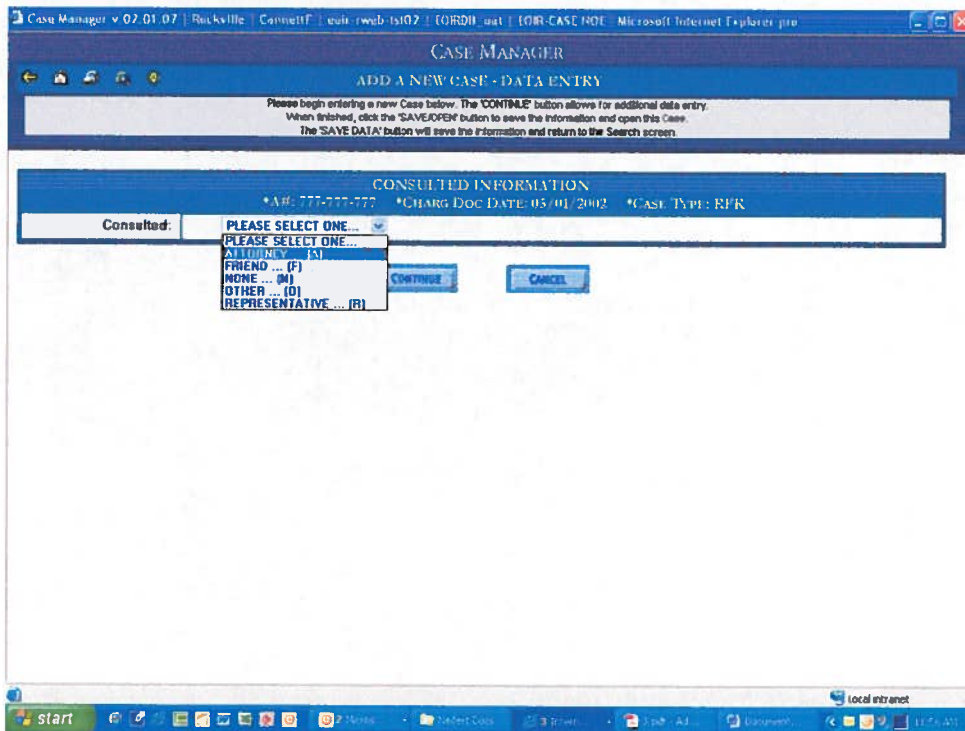 Case Manager v 02.01.07 | Rockville |
CASE MANAGER
ADD A NEW CASE - DATA ENTRY
Please begin entering a new Case below. The 'CONTINUE' button allows for additional data entry.
When finished, click the 'SAVE/OPEN' button to save the information and open this Case.
The 'SAVE DATA' button will save the information and return to the Search screen.
CONSULTED INFORMATION
*A#: 777-777-777 *CHARG DOC DATE: 05/01/2002 *CASE TYPE: RFR
Consulted: PLEASE SELECT ONE...
PLEASE SELECT ONE...
ATTORNEY ... (A)
FRIEND ... (F)
NONE ... (N)
OTHER ... (O)
REPRESENTATIVE ... (R)
CONTINUE CANCEL
Local intranet
start